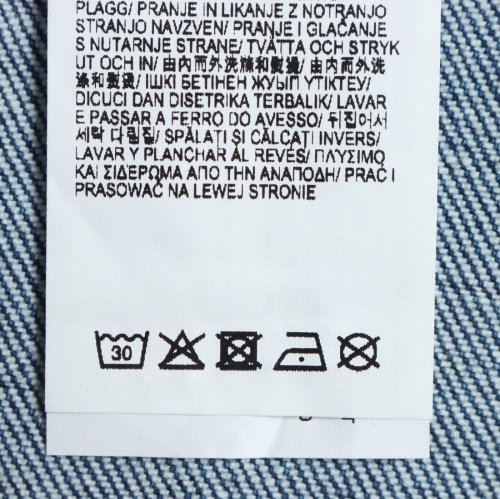 PLAGG/ PRANJE IN LIKANJE Z NOTRANJO
STRANJO NAVZVEN/ PRANJE I GLAČANJE
S NUTARNJE STRANE/ TVÄTTA OCH STRYK
UT OCH IN/ 由內而外洗滌和熨燙/ 由内而外洗
涤和熨烫/ ІШКІ БЕТІНЕН ЖУЫП ҮТІКТЕУ/
DICUCI DAN DISETRIKA TERBALIK/ LAVAR
E PASSAR A FERRO DO AVESSO/ 뒤집어서
세탁 다림질/ SPĂLAȚI ȘI CĂLCAȚI INVERS/
LAVAR Y PLANCHAR AL REVÉS/ ΠΛΥΣΙΜΟ
ΚΑΙ ΣΙΔΕΡΩΜΑ ΑΠΟ ΤΗΝ ΑΝΑΠΟΔΗ/ PRAĆ I
PRASOWAĆ NA LEWEJ STRONIE
30